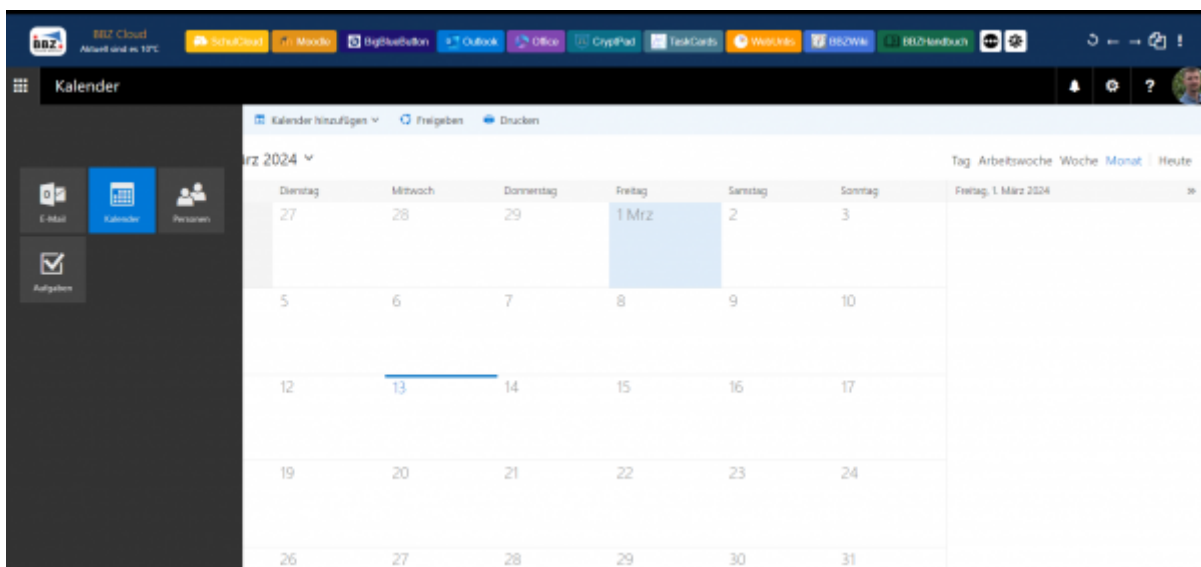 BBZ. BBZ Cloud
Aktuell sind es 10°C
SchulCloud Moodle BigBlueButton Outlook Office CryptPad TaskCards WebUntis BBZWiki BBZHandbuch
Kalender
Kalender hinzufügen Freigeben Drucken
rz 2024
Tag Arbeitswoche Woche Monat Heute
Dienstag Mittwoch Donnerstag Freitag Samstag Sonntag Freitag, 1. März 2024
E-Mail Kalender Personen
Aufgaben
27 28 29 1 Mrz 2 3
5 6 7 8 9 10
12 13 14 15 16 17
19 20 21 22 23 24
26 27 28 29 30 31